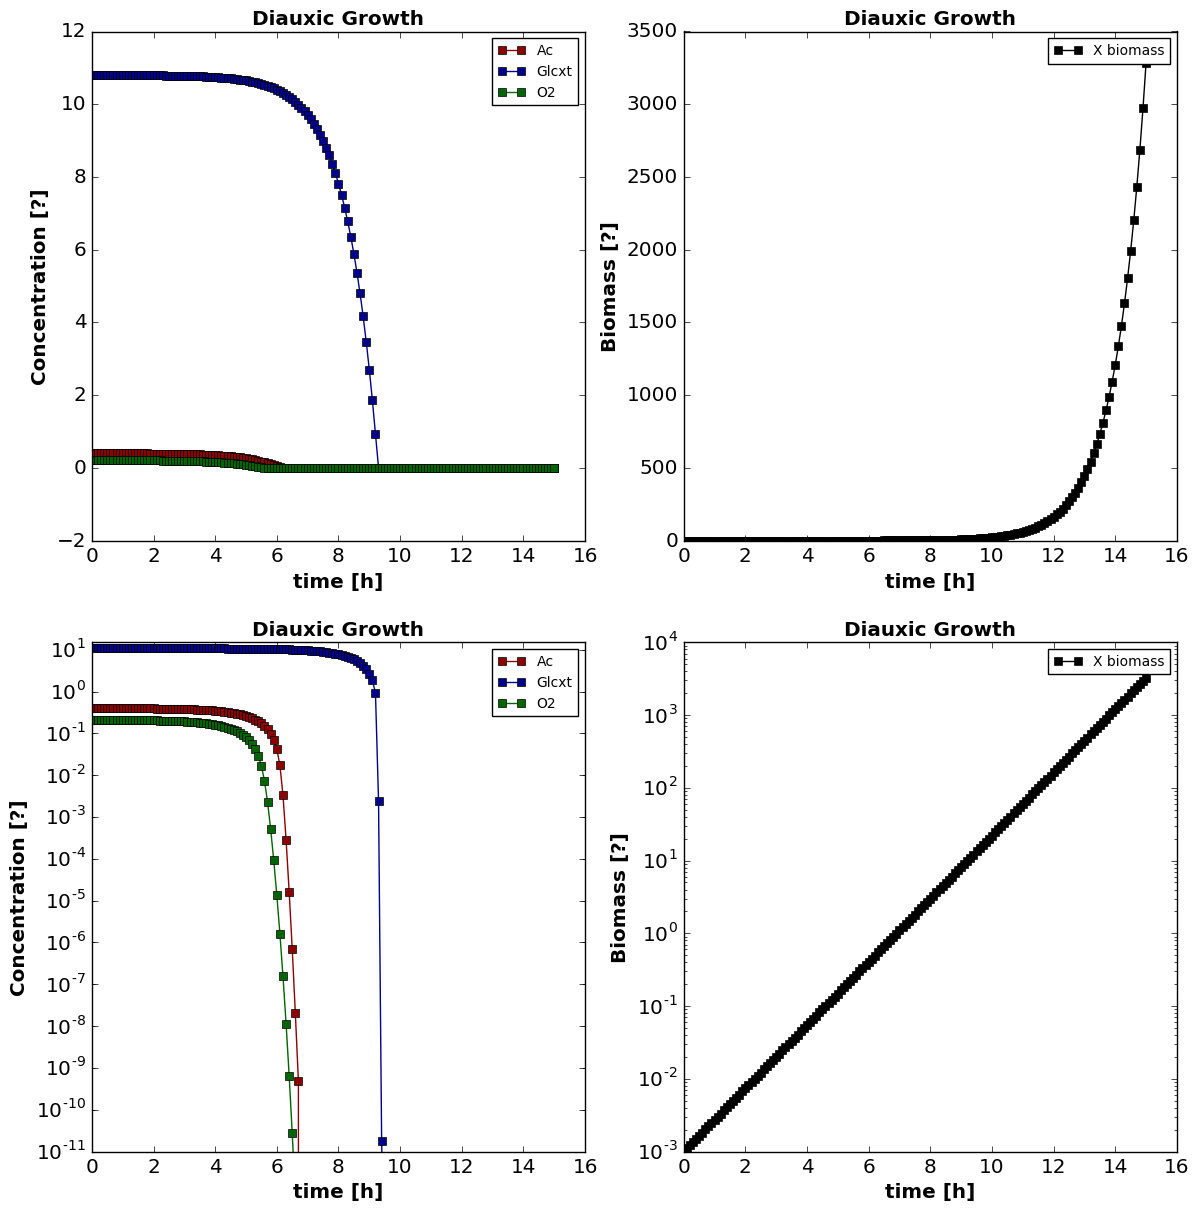 Diauxic Growth
Concentration [?]
12
10
8
6
4
2
0
−2
0 2 4 6 8 10 12 14 16
time [h]
Ac
Glcxt
O2
Diauxic Growth
Biomass [?]
3500
3000
2500
2000
1500
1000
500
0
0 2 4 6 8 10 12 14 16
time [h]
X biomass
Diauxic Growth
Concentration [?]
10^1
10^0
10^-1
10^-2
10^-3
10^-4
10^-5
10^-6
10^-7
10^-8
10^-9
10^-10
10^-11
0 2 4 6 8 10 12 14 16
time [h]
Ac
Glcxt
O2
Diauxic Growth
Biomass [?]
10^4
10^3
10^2
10^1
10^0
10^-1
10^-2
10^-3
0 2 4 6 8 10 12 14 16
time [h]
X biomass